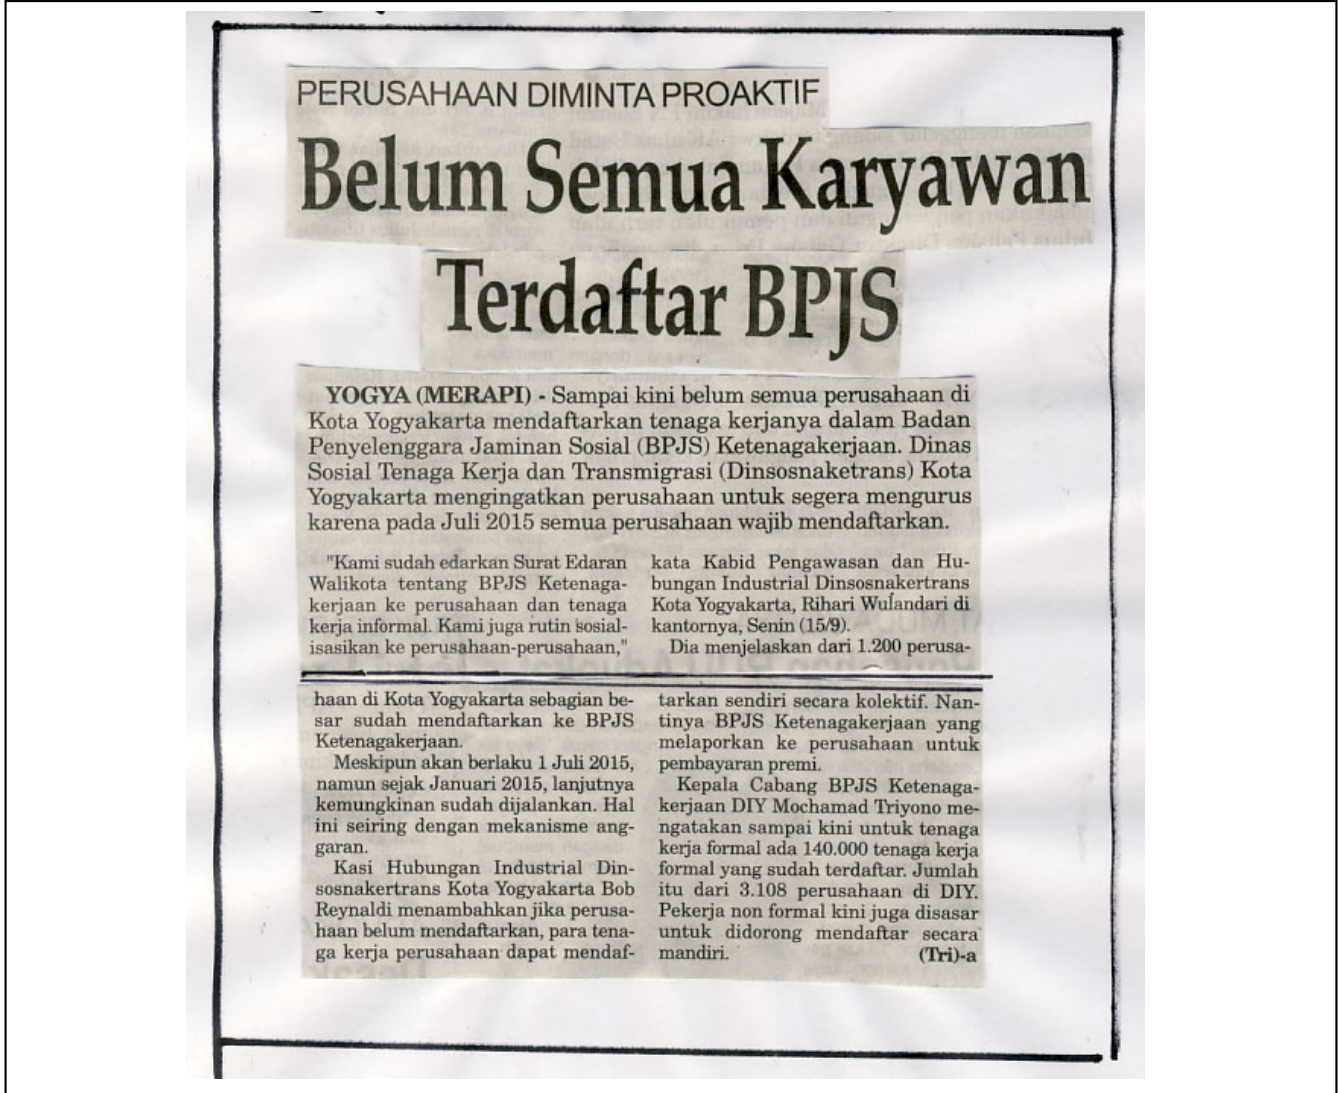 PERUSAHAAN DIMINTA PROAKTIF
Belum Semua Karyawan
Terdaftar BPJS
YOGYA (MERAPI) - Sampai kini belum semua perusahaan di
Kota Yogyakarta mendaftarkan tenaga kerjanya dalam Badan
Penyelenggara Jaminan Sosial (BPJS) Ketenagakerjaan. Dinas
Sosial Tenaga Kerja dan Transmigrasi (Dinsosnaketrans) Kota
Yogyakarta mengingatkan perusahaan untuk segera mengurus
karena pada Juli 2015 semua perusahaan wajib mendaftarkan.
"Kami sudah edarkan Surat Edaran
Walikota tentang BPJS Ketenaga-
kerjaan ke perusahaan dan tenaga
kerja informal. Kami juga rutin sosial-
isasikan ke perusahaan-perusahaan,"
kata Kabid Pengawasan dan Hu-
bungan Industrial Dinsosnakertrans
Kota Yogyakarta, Rihari Wulandari di
kantornya, Senin (15/9).
Dia menjelaskan dari 1.200 perusa-
haan di Kota Yogyakarta sebagian be-
sar sudah mendaftarkan ke BPJS
Ketenagakerjaan.
Meskipun akan berlaku 1 Juli 2015,
namun sejak Januari 2015, lanjutnya
kemungkinan sudah dijalankan. Hal
ini seiring dengan mekanisme ang-
garan.
Kasi Hubungan Industrial Din-
sosnakertrans Kota Yogyakarta Bob
Reynaldi menambahkan jika perusa-
haan belum mendaftarkan, para tena-
ga kerja perusahaan dapat mendaf-
tarkan sendiri secara kolektif. Nan-
tinya BPJS Ketenagakerjaan yang
melaporkan ke perusahaan untuk
pembayaran premi.
Kepala Cabang BPJS Ketenaga-
kerjaan DIY Mochamad Triyono me-
ngatakan sampai kini untuk tenaga
kerja formal ada 140.000 tenaga kerja
formal yang sudah terdaftar. Jumlah
itu dari 3.108 perusahaan di DIY.
Pekerja non formal kini juga disasar
untuk didorong mendaftar secara
mandiri. (Tri)-a